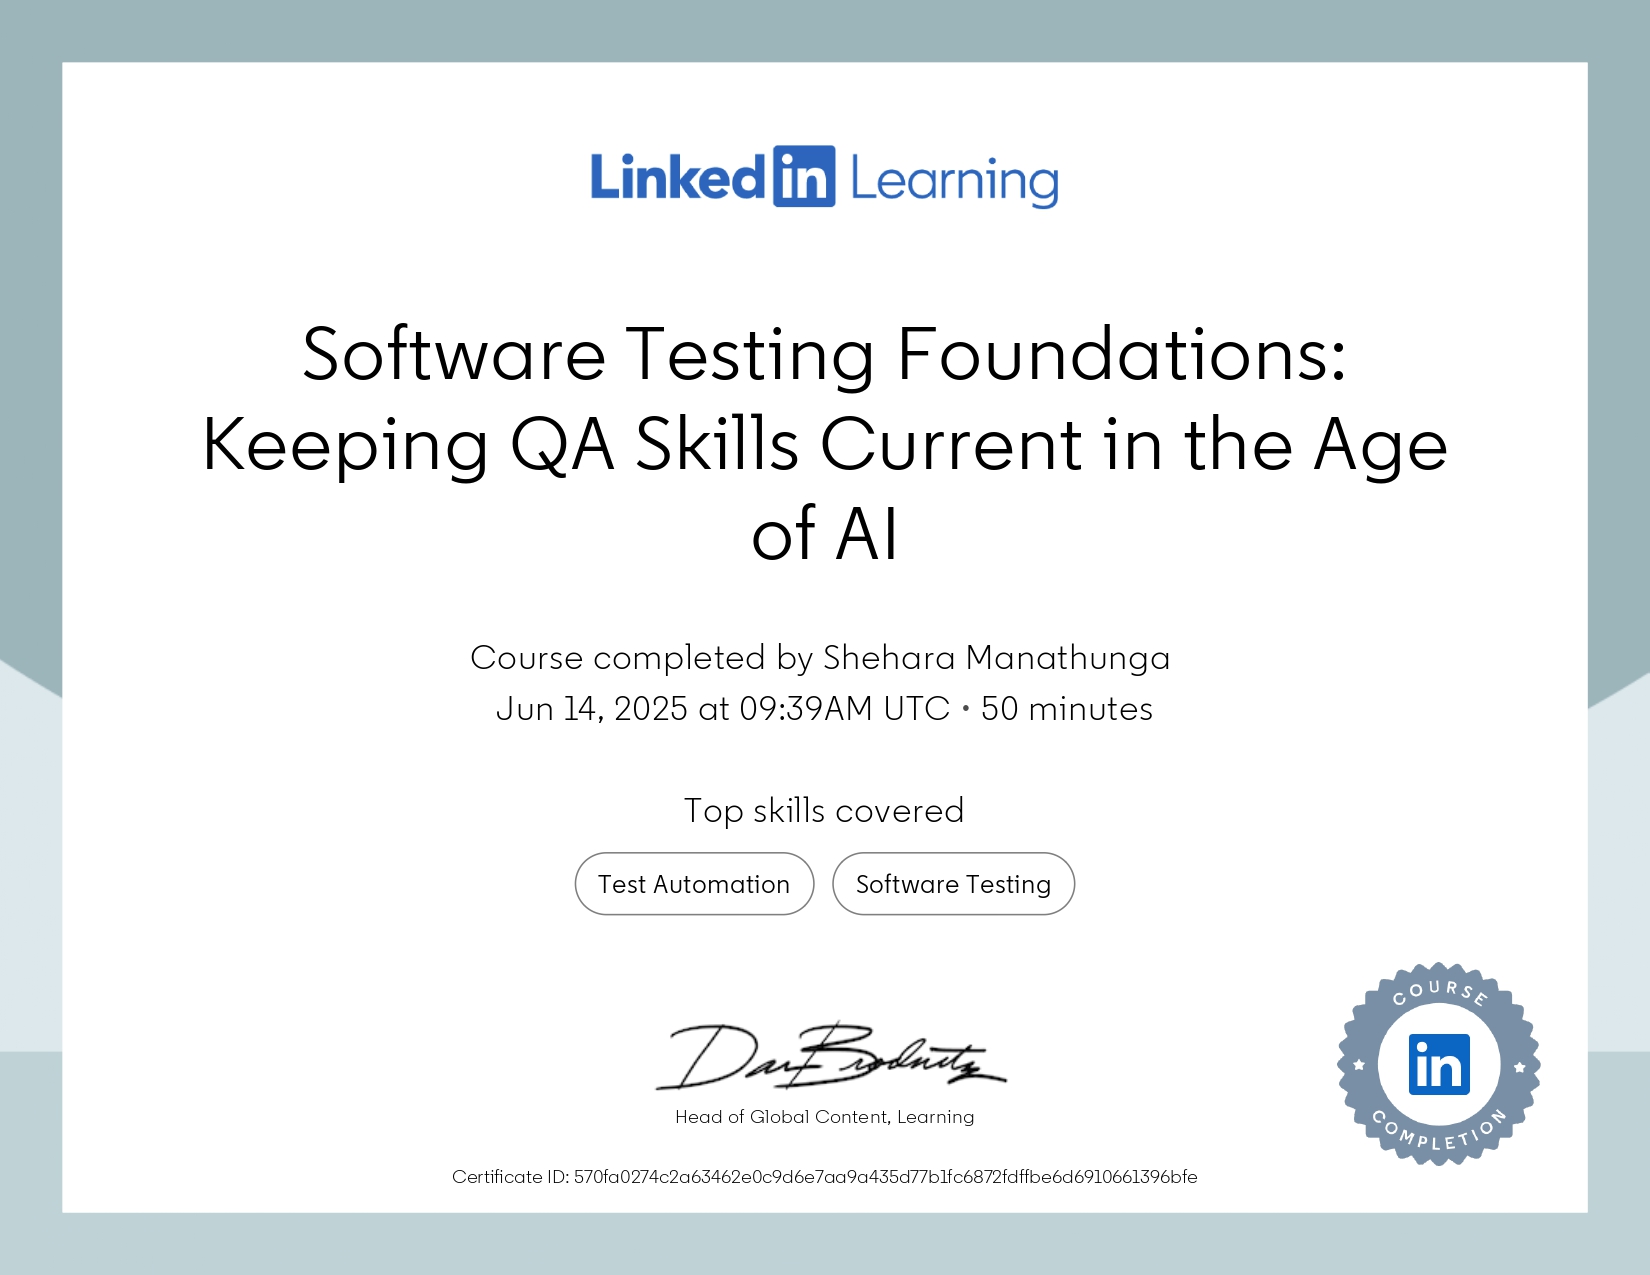 Linkedin Learning
Software Testing Foundations:
Keeping QA Skills Current in the Age
of AI
Course completed by Shehara Manathunga
Jun 14, 2025 at 09:39AM UTC • 50 minutes
Top skills covered
Test Automation
Software Testing
Dan Brodnitz
Head of Global Content, Learning
COURSE
in
COMPLETION
Certificate ID: 570fa0274c2a63462e0c9d6e7aa9a435d77b1fc6872fdffbe6d6910661396bfe